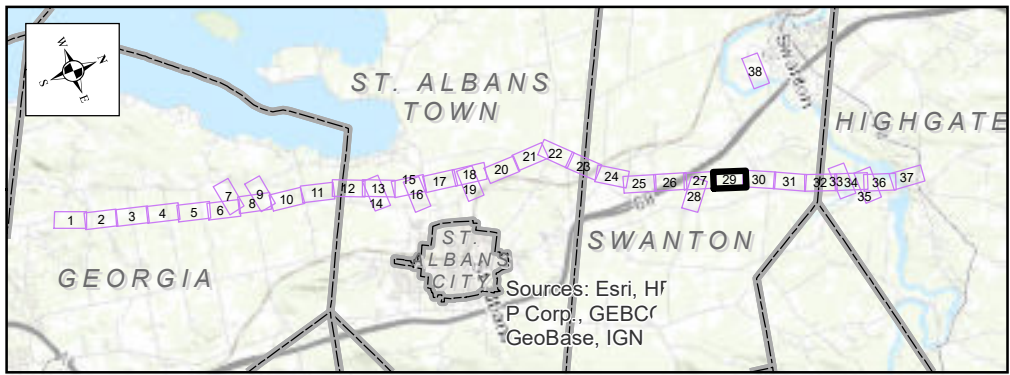 W
N
S
E
ST. ALBANS
TOWN
HIGHGATE
GEORGIA
SWANTON
ST.
ALBANS
CITY
Swanton
Sources: Esri, HE
P Corp., GEBCO
GeoBase, IGN
1
2
3
4
5
6
7
8
9
10
11
12
13
14
15
16
17
18
19
20
21
22
23
24
25
26
27
28
29
30
31
32
33
34
35
36
37
38